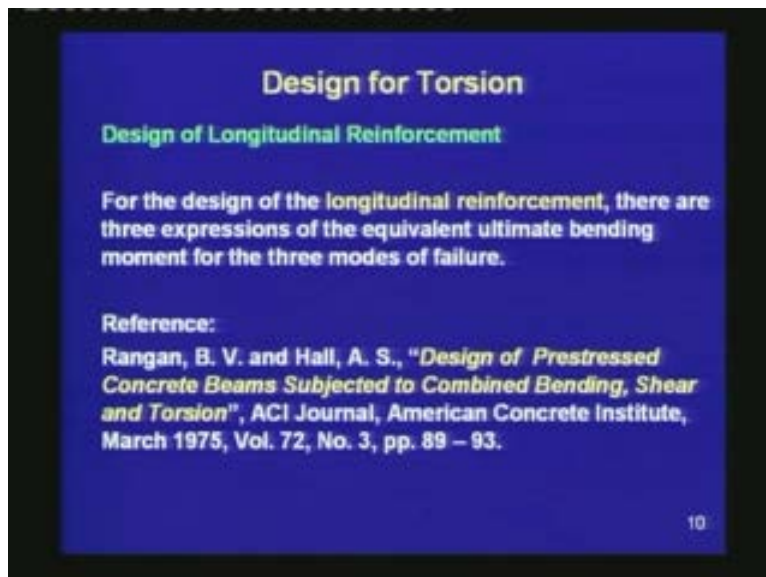 Design for Torsion
Design of Longitudinal Reinforcement
For the design of the longitudinal reinforcement, there are
three expressions of the equivalent ultimate bending
moment for the three modes of failure.
Reference:
Rangan, B. V. and Hall, A. S., “Design of Prestressed
Concrete Beams Subjected to Combined Bending, Shear
and Torsion”, ACI Journal, American Concrete Institute,
March 1975, Vol. 72, No. 3, pp. 89 – 93.
10